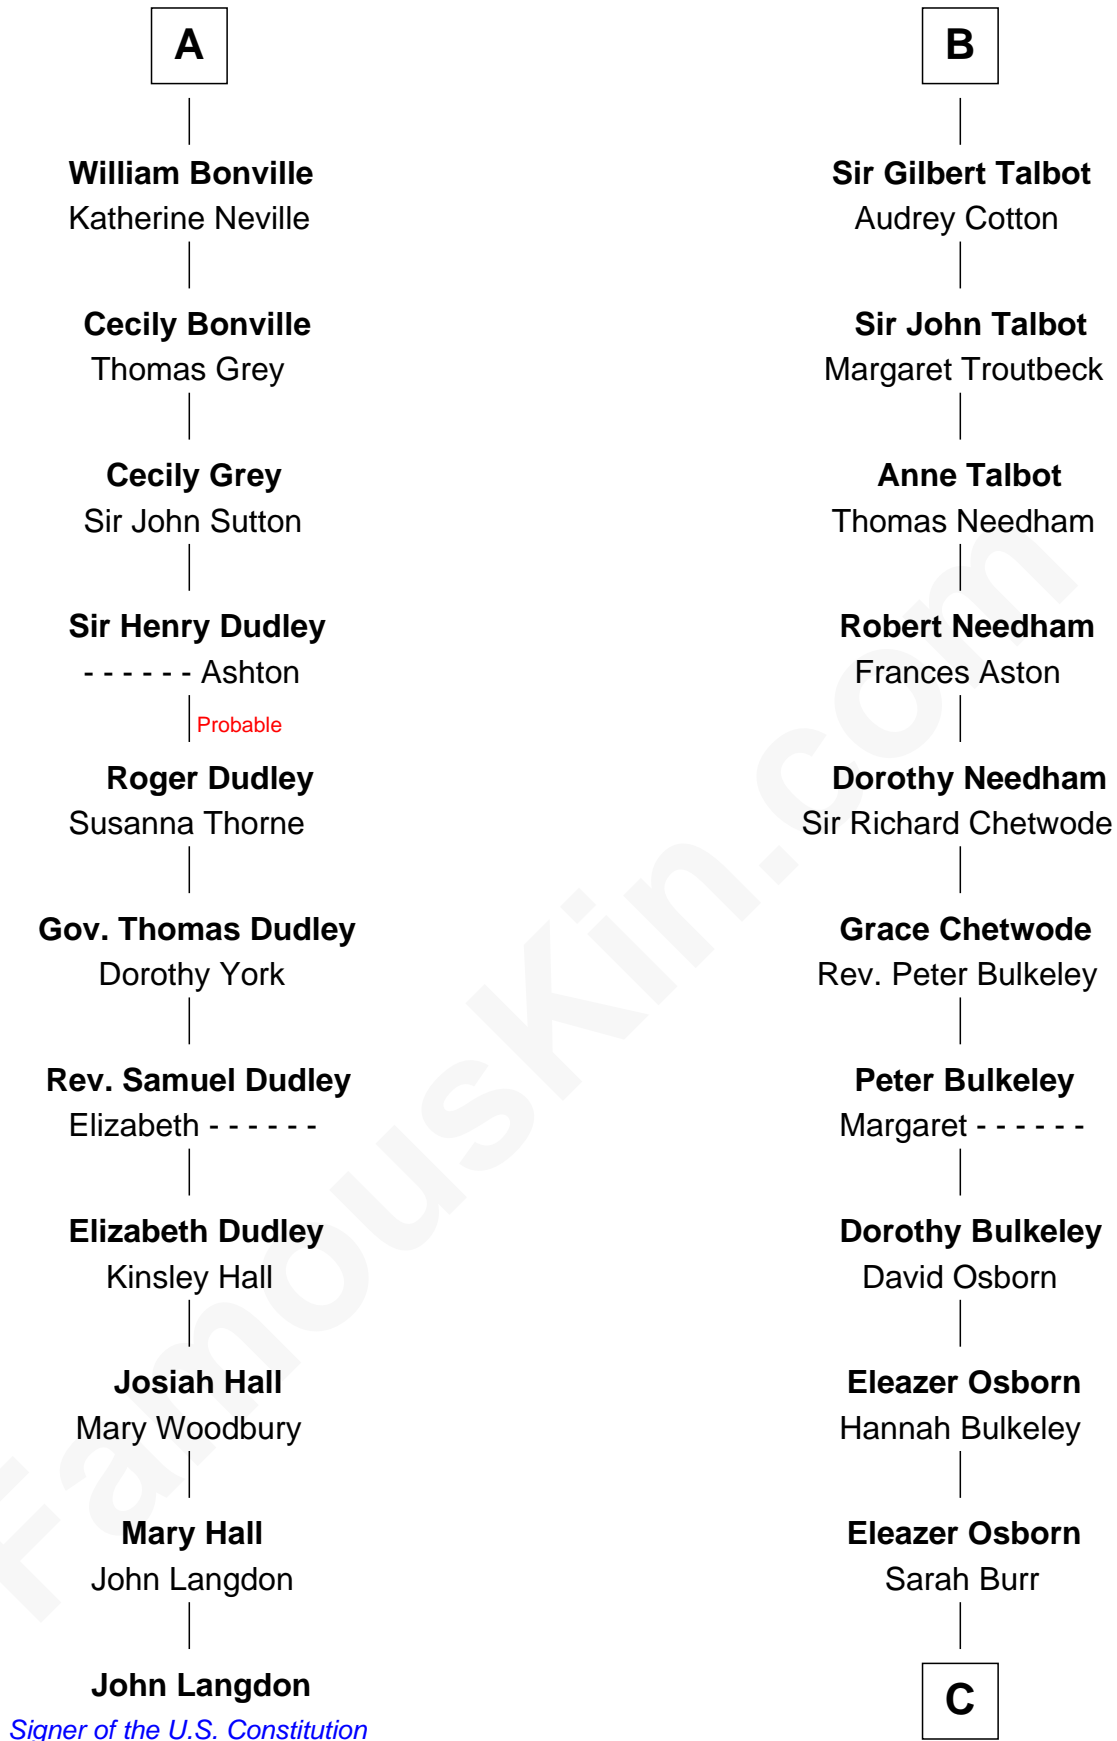 A
William Bonville
Katherine Neville
Cecily Bonville
Thomas Grey
Cecily Grey
Sir John Sutton
Sir Henry Dudley
- - - - - - Ashton
Probable
Roger Dudley
Susanna Thorne
Gov. Thomas Dudley
Dorothy York
Rev. Samuel Dudley
Elizabeth - - - - - -
Elizabeth Dudley
Kinsley Hall
Josiah Hall
Mary Woodbury
Mary Hall
John Langdon
John Langdon
Signer of the U.S. Constitution
B
Sir Gilbert Talbot
Audrey Cotton
Sir John Talbot
Margaret Troutbeck
Anne Talbot
Thomas Needham
Robert Needham
Frances Aston
Dorothy Needham
Sir Richard Chetwode
Grace Chetwode
Rev. Peter Bulkeley
Peter Bulkeley
Margaret - - - - - -
Dorothy Bulkeley
David Osborn
Eleazer Osborn
Hannah Bulkeley
Eleazer Osborn
Sarah Burr
C
FamousKin.com